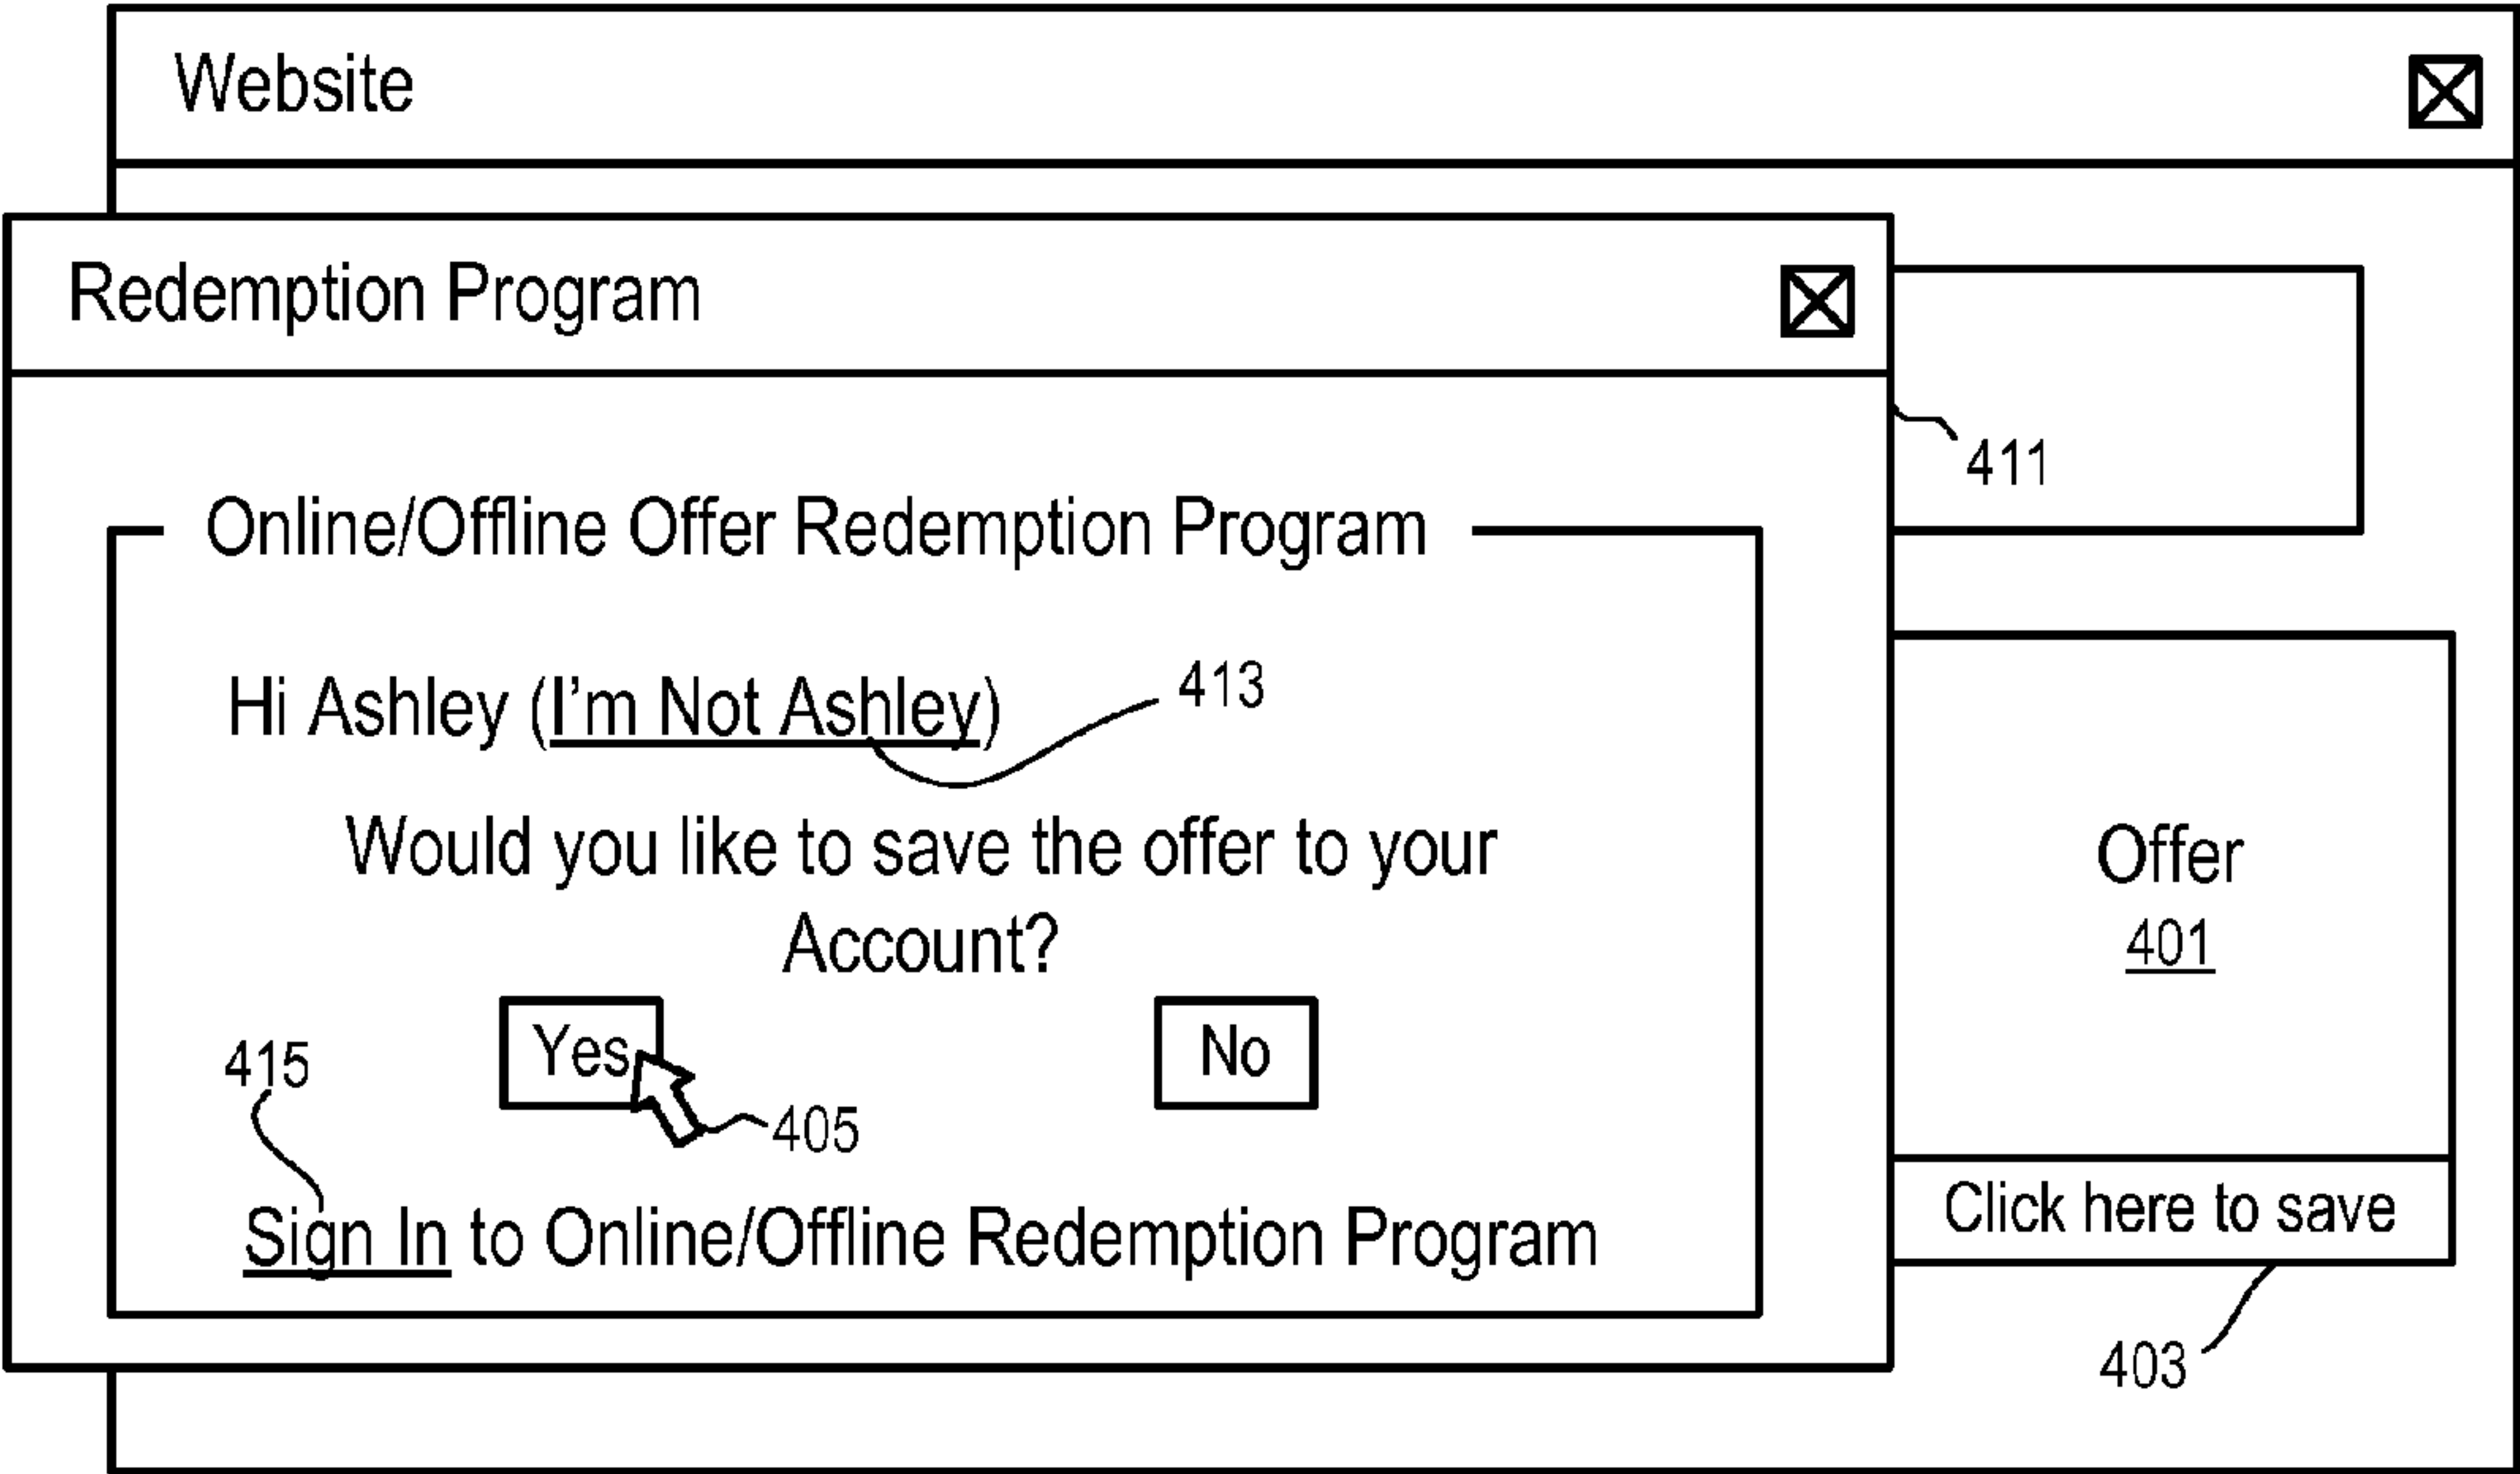 Website
Redemption Program
411
Online/Offline Offer Redemption Program
Hi Ashley (I'm Not Ashley)
413
Would you like to save the offer to your
Account?
Offer
401
Yes
No
415
405
Sign In to Online/Offline Redemption Program
Click here to save
403